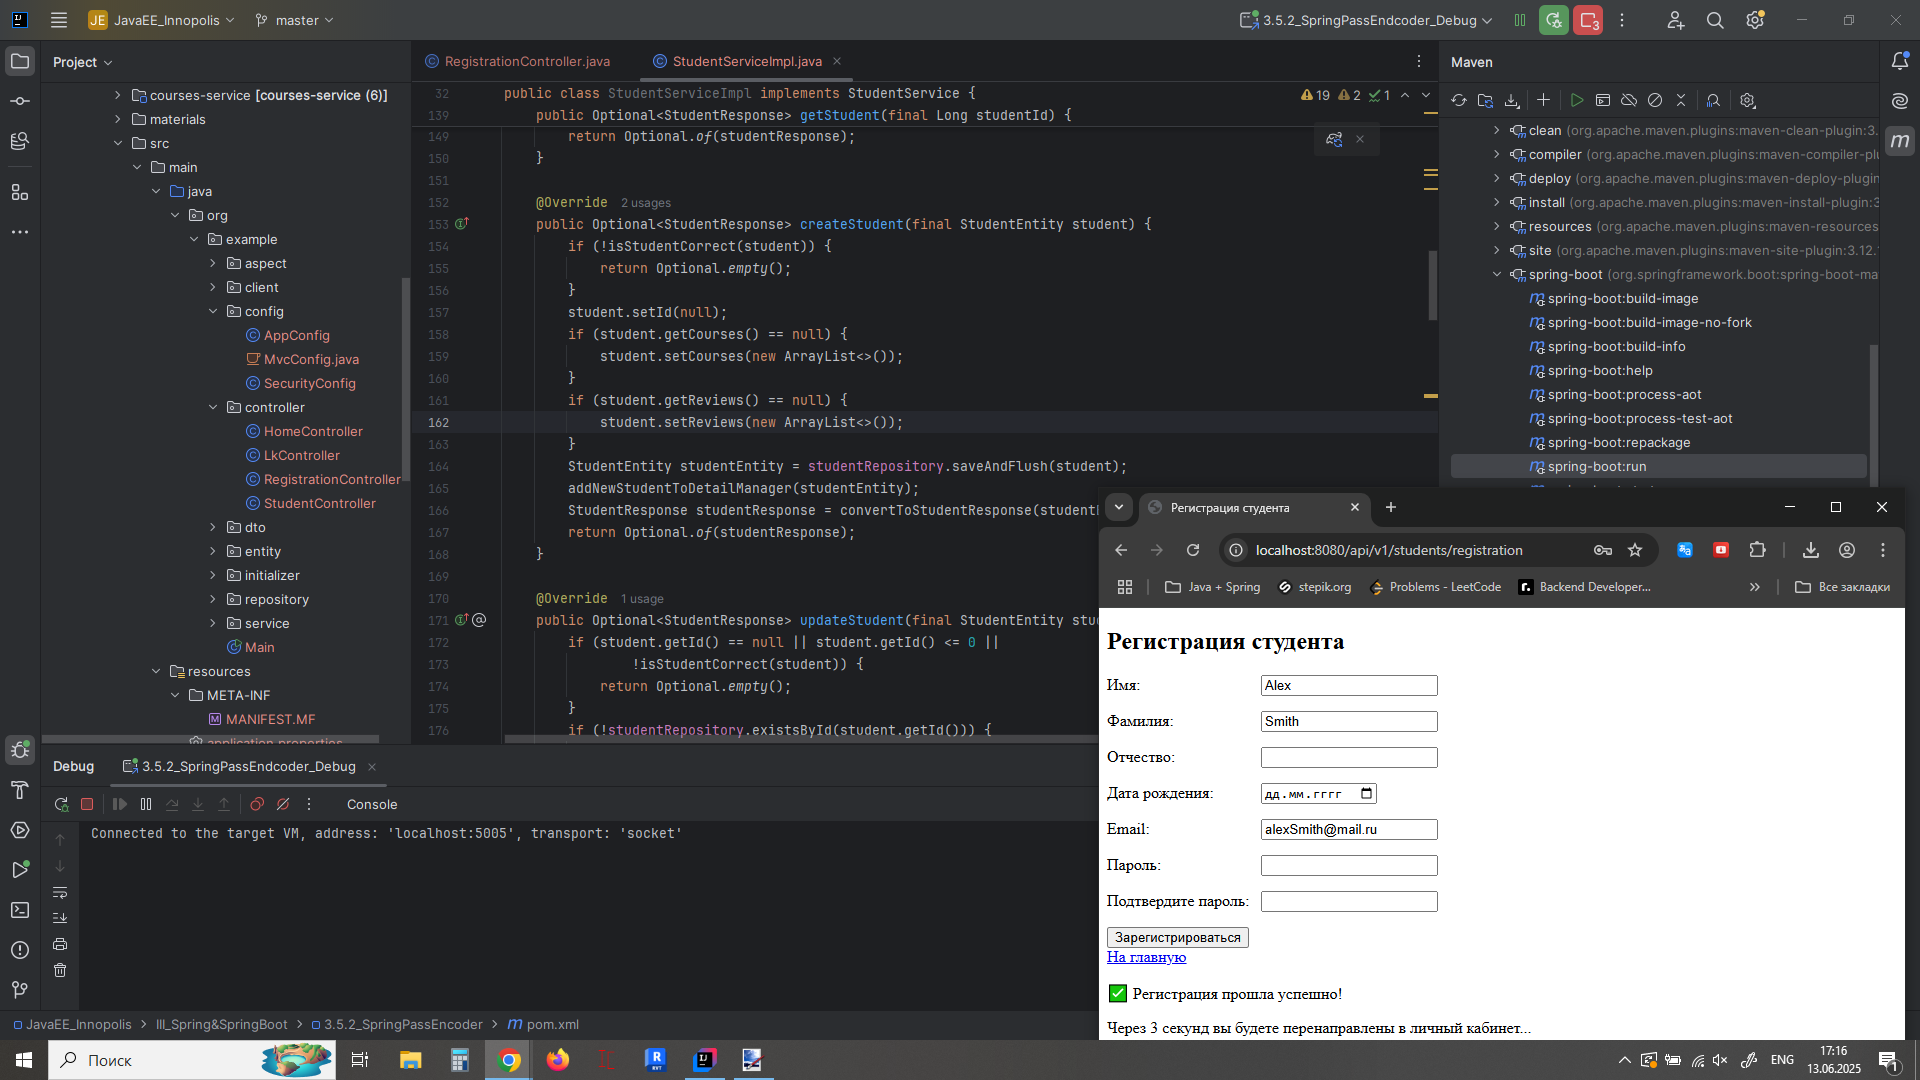 JE JavaEE_Innopolis master 3.5.2_SpringPassEndcoder_Debug 3
Project
courses-service [courses-service (6)]
materials
src
main
java
org
example
aspect
client
config
AppConfig
MvcConfig.java
SecurityConfig
controller
HomeController
LkController
RegistrationController
StudentController
dto
entity
initializer
repository
service
Main
resources
META-INF
MANIFEST.MF
application.properties
RegistrationController.java StudentServiceImpl.java
19 2 1
32 public class StudentServiceImpl implements StudentService {
139 public Optional<StudentResponse> getStudent(final Long studentId) {
149 return Optional.of(studentResponse);
150 }
151
152 @Override 2 usages
153 public Optional<StudentResponse> createStudent(final StudentEntity student) {
154 if (!isStudentCorrect(student)) {
155 return Optional.empty();
156 }
157 student.setId(null);
158 if (student.getCourses() == null) {
159 student.setCourses(new ArrayList<>());
160 }
161 if (student.getReviews() == null) {
162 student.setReviews(new ArrayList<>());
163 }
164 StudentEntity studentEntity = studentRepository.saveAndFlush(student);
165 addNewStudentToDetailManager(studentEntity);
166 StudentResponse studentResponse = convertToStudentResponse(studentE
167 return Optional.of(studentResponse);
168 }
169
170 @Override 1 usage
171 public Optional<StudentResponse> updateStudent(final StudentEntity stu
172 if (student.getId() == null || student.getId() <= 0 ||
173 !isStudentCorrect(student)) {
174 return Optional.empty();
175 }
176 if (!studentRepository.existsById(student.getId())) {
Maven
clean (org.apache.maven.plugins:maven-clean-plugin:3.
compiler (org.apache.maven.plugins:maven-compiler-plu
deploy (org.apache.maven.plugins:maven-deploy-plugin
install (org.apache.maven.plugins:maven-install-plugin:3
resources (org.apache.maven.plugins:maven-resources
site (org.apache.maven.plugins:maven-site-plugin:3.12.
spring-boot (org.springframework.boot:spring-boot-ma
spring-boot:build-image
spring-boot:build-image-no-fork
spring-boot:build-info
spring-boot:help
spring-boot:process-aot
spring-boot:process-test-aot
spring-boot:repackage
spring-boot:run
Debug 3.5.2_SpringPassEndcoder_Debug
Console
Connected to the target VM, address: 'localhost:5005', transport: 'socket'
JavaEE_Innopolis III_Spring&SpringBoot 3.5.2_SpringPassEncoder pom.xml
Регистрация студента
localhost:8080/api/v1/students/registration
Java + Spring stepik.org Problems - LeetCode Backend Developer... » Все закладки
Регистрация студента
Имя: Alex
Фамилия: Smith
Отчество:
Дата рождения: дд.мм.гггг
Email: alexSmith@mail.ru
Пароль:
Подтвердите пароль:
Зарегистрироваться
На главную
Регистрация прошла успешно!
Через 3 секунд вы будете перенаправлены в личный кабинет...
Поиск
ENG
17:16
13.06.2025
1